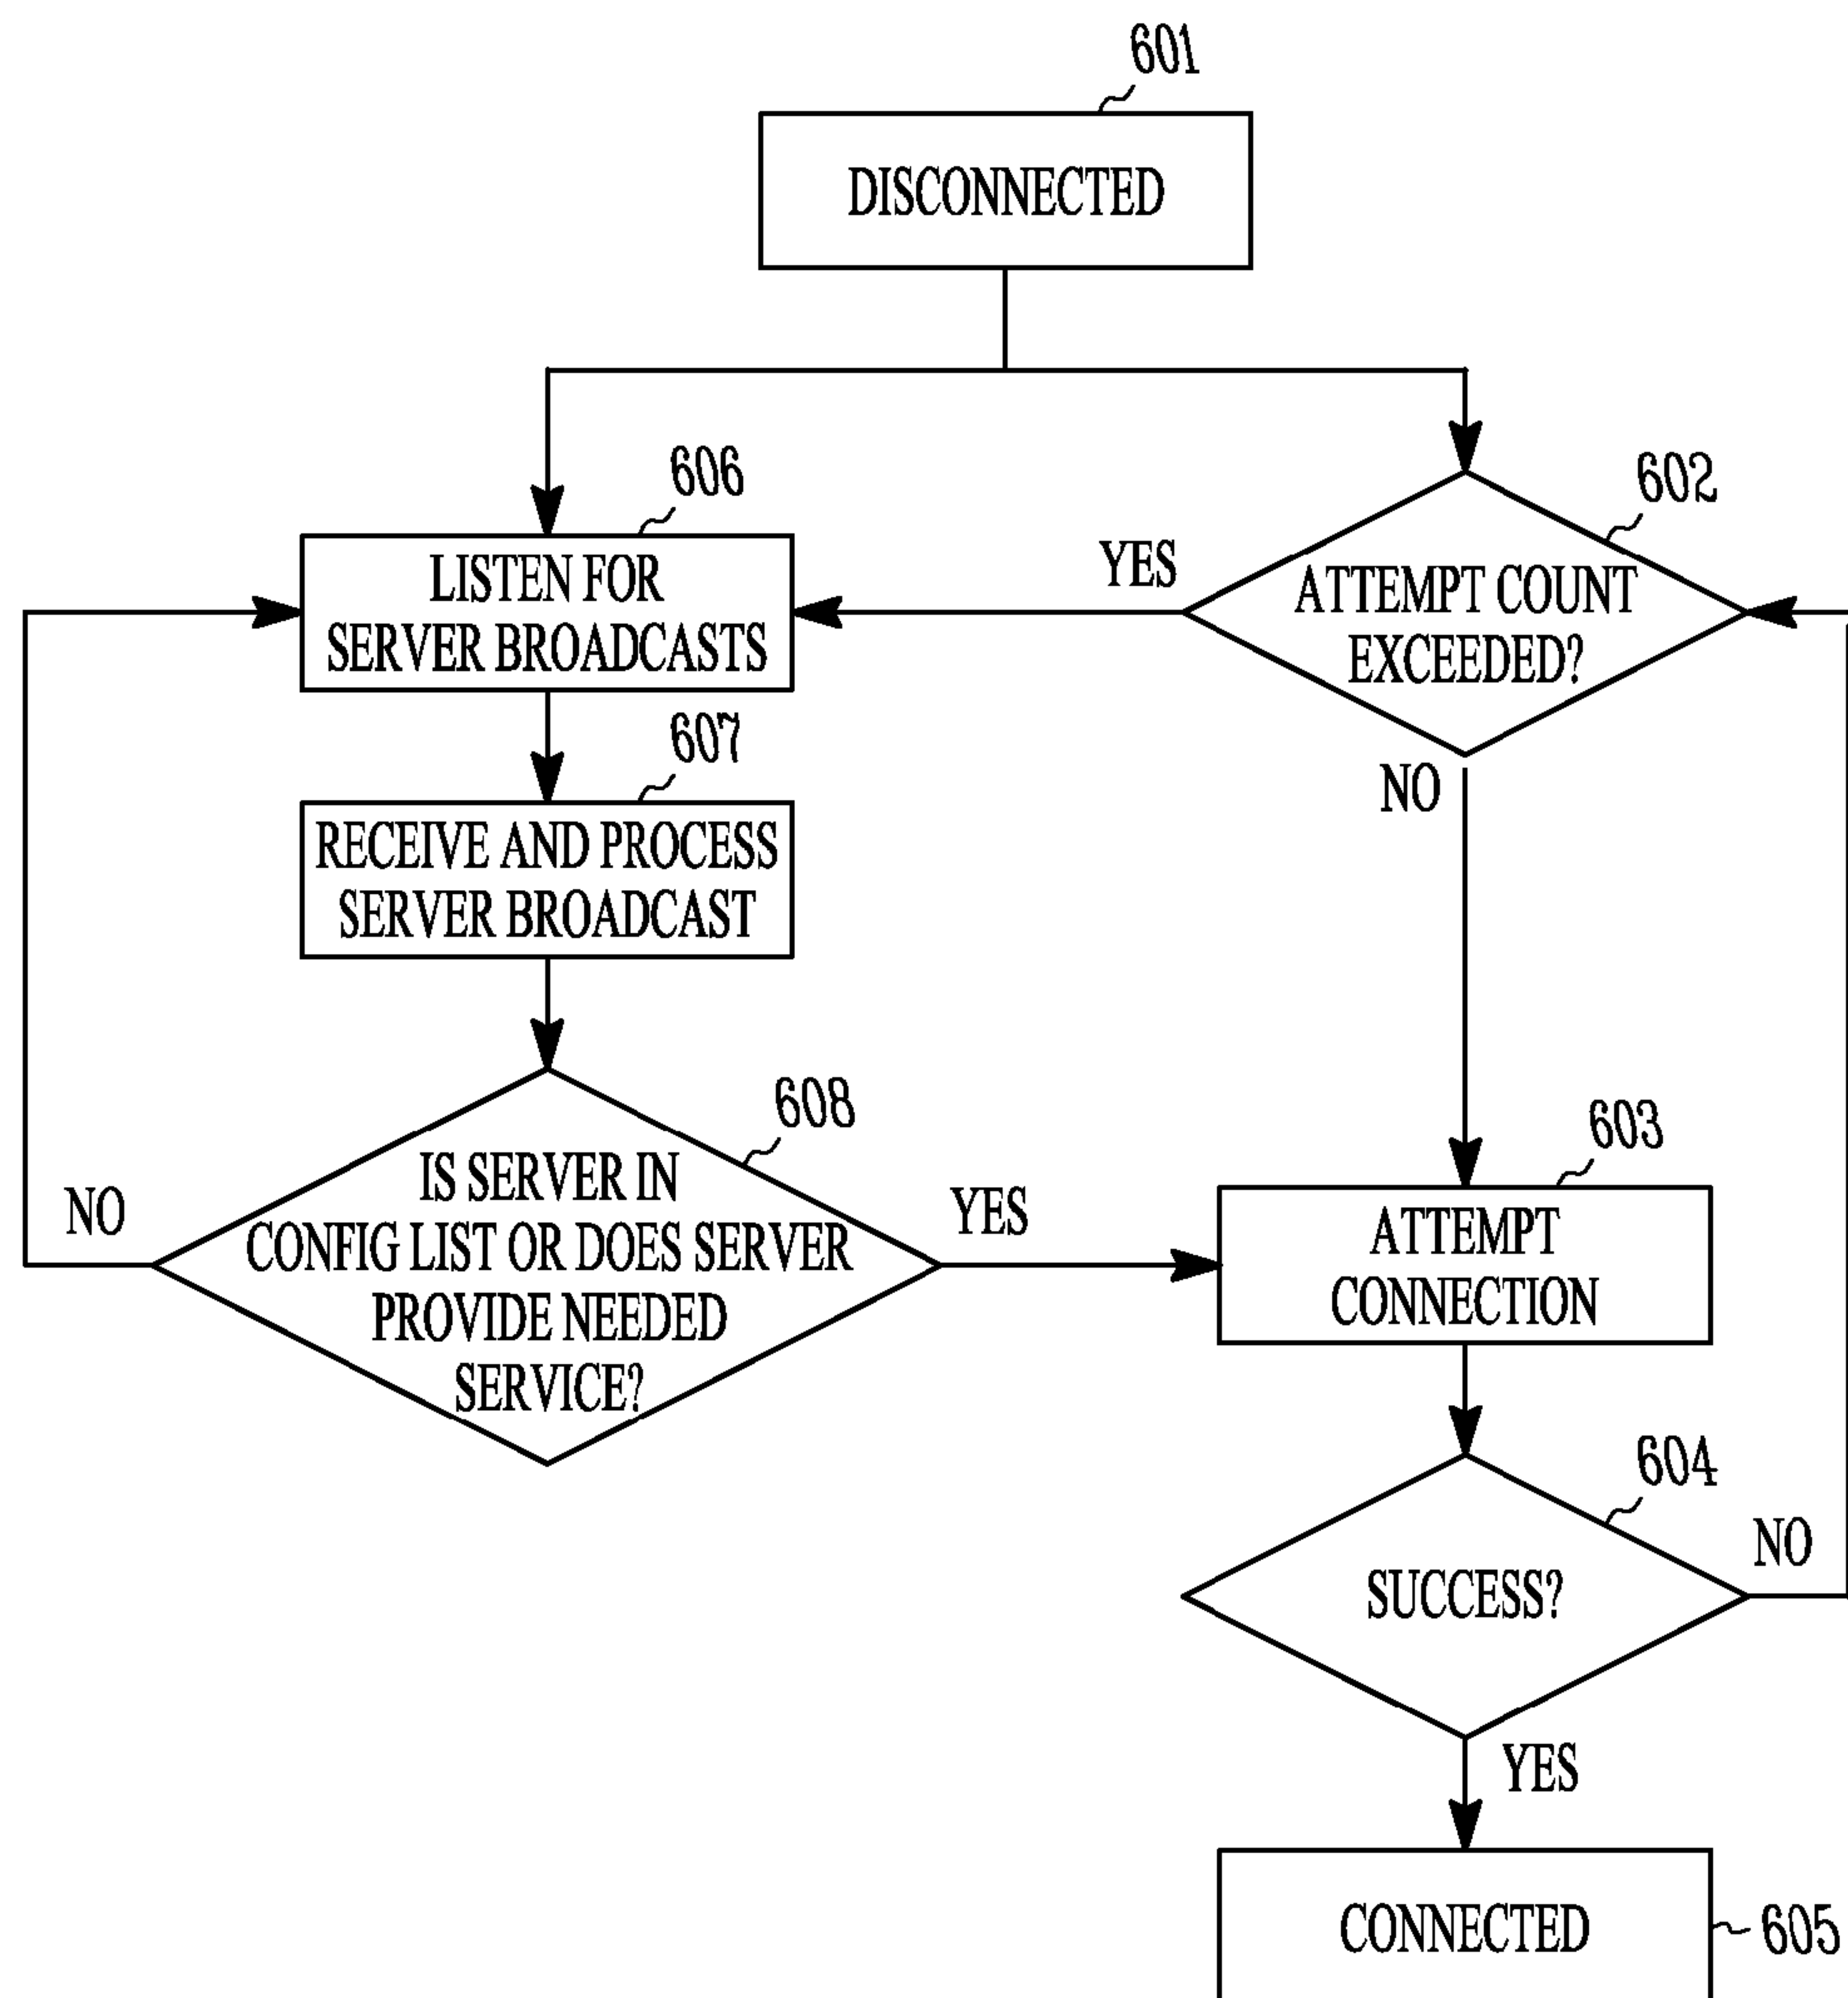 601
DISCONNECTED
606
LISTEN FOR
SERVER BROADCASTS
YES
602
ATTEMPT COUNT
EXCEEDED?
NO
607
RECEIVE AND PROCESS
SERVER BROADCAST
608
IS SERVER IN
CONFIG LIST OR DOES SERVER
PROVIDE NEEDED
SERVICE?
NO
YES
603
ATTEMPT
CONNECTION
604
SUCCESS?
NO
YES
CONNECTED
605